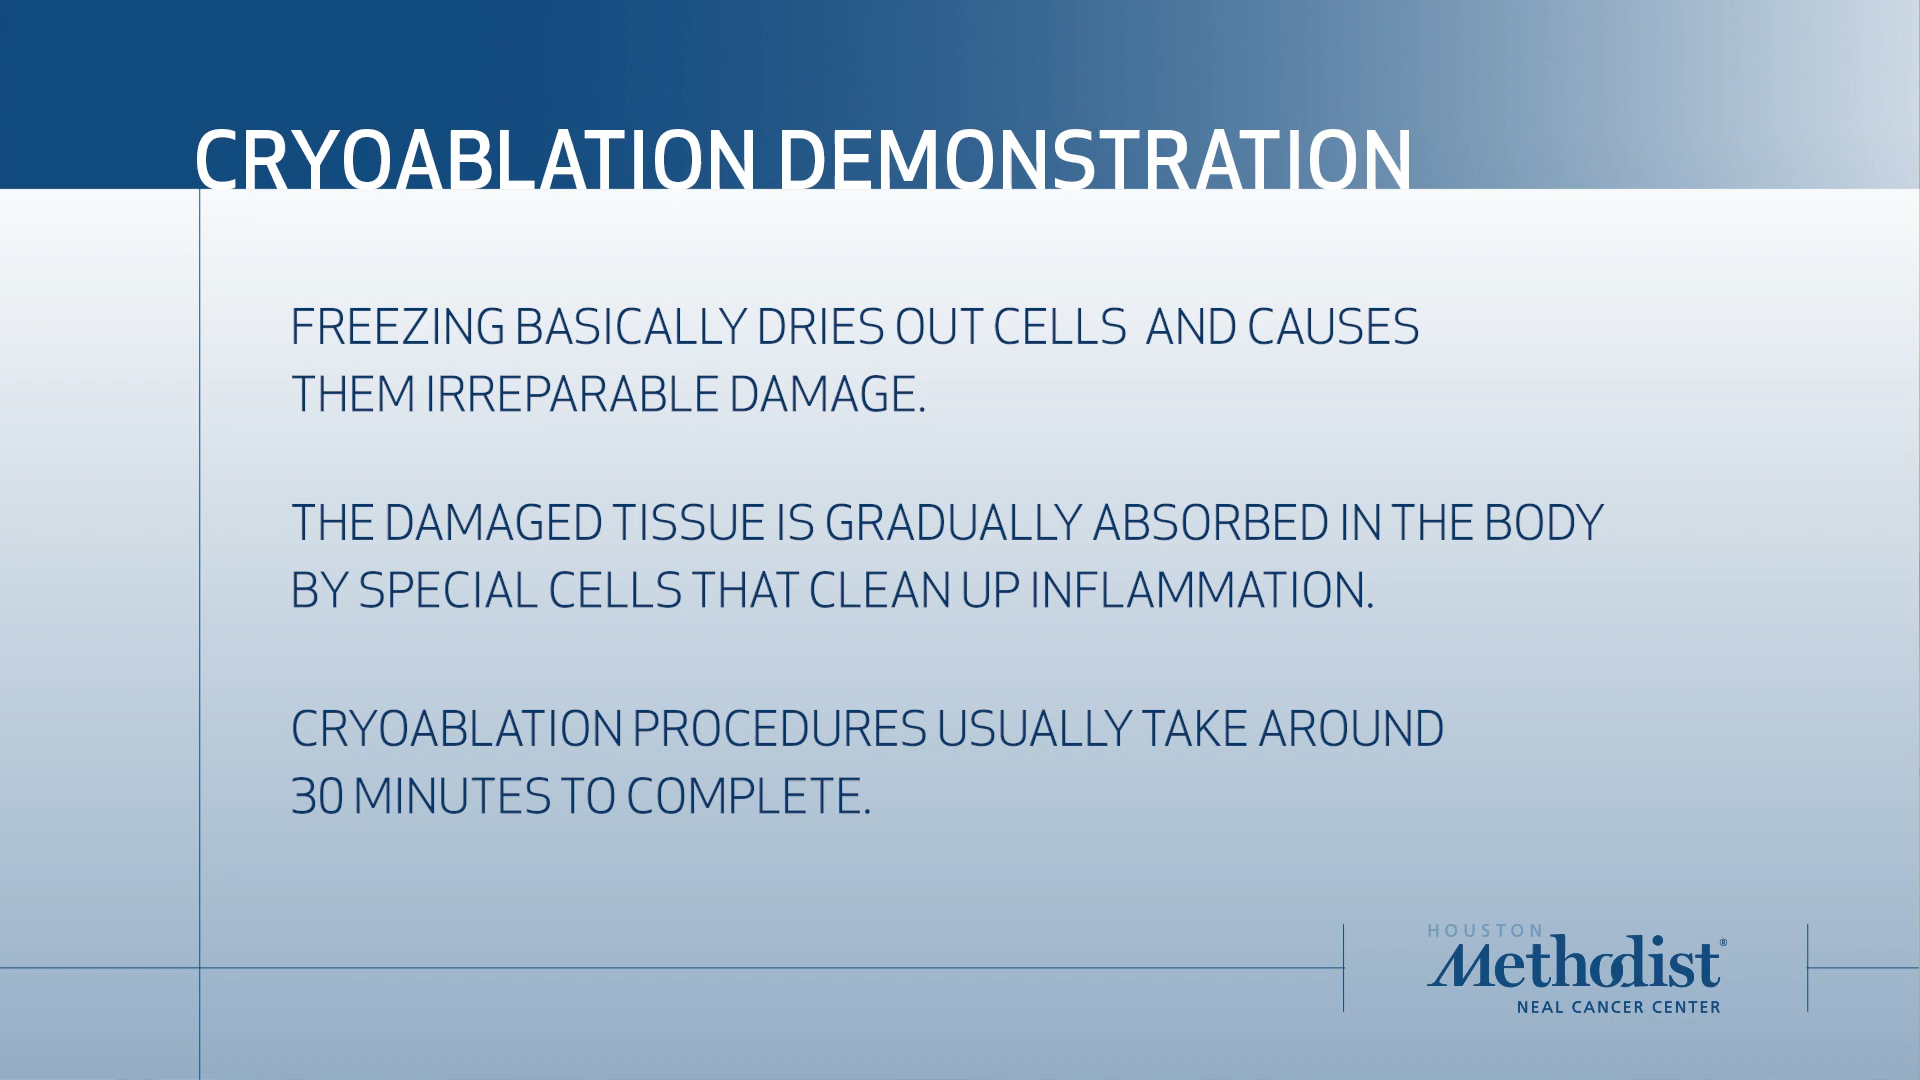 CRYOABLATION DEMONSTRATION
FREEZING BASICALLY DRIES OUT CELLS AND CAUSES
THEM IRREPARABLE DAMAGE.
THE DAMAGED TISSUE IS GRADUALLY ABSORBED IN THE BODY
BY SPECIAL CELLS THAT CLEAN UP INFLAMMATION.
CRYOABLATION PROCEDURES USUALLY TAKE AROUND
30 MINUTES TO COMPLETE.
HOUSTON
Methodist®
NEAL CANCER CENTER